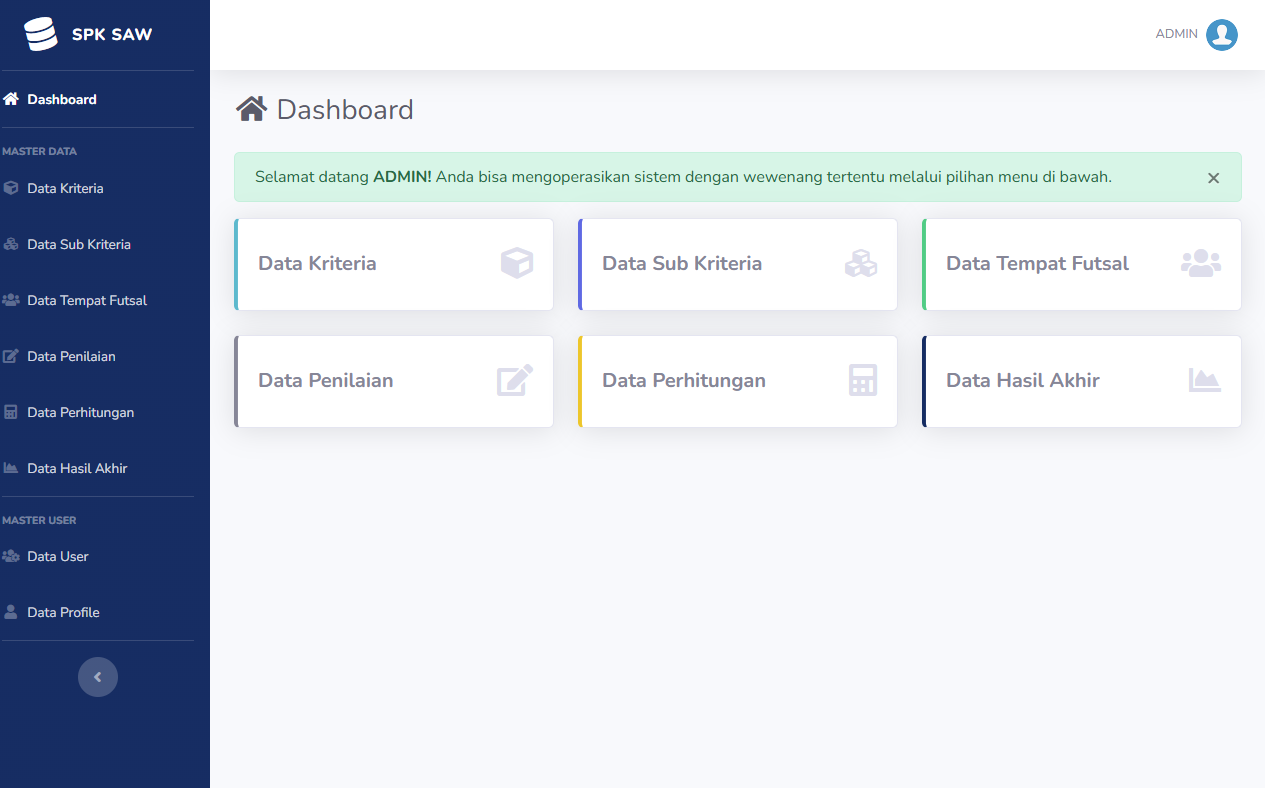 SPK SAW
ADMIN
Dashboard
MASTER DATA
Data Kriteria
Data Sub Kriteria
Data Tempat Futsal
Data Penilaian
Data Perhitungan
Data Hasil Akhir
MASTER USER
Data User
Data Profile
Dashboard
Selamat datang ADMIN! Anda bisa mengoperasikan sistem dengan wewenang tertentu melalui pilihan menu di bawah.
Data Kriteria
Data Sub Kriteria
Data Tempat Futsal
Data Penilaian
Data Perhitungan
Data Hasil Akhir